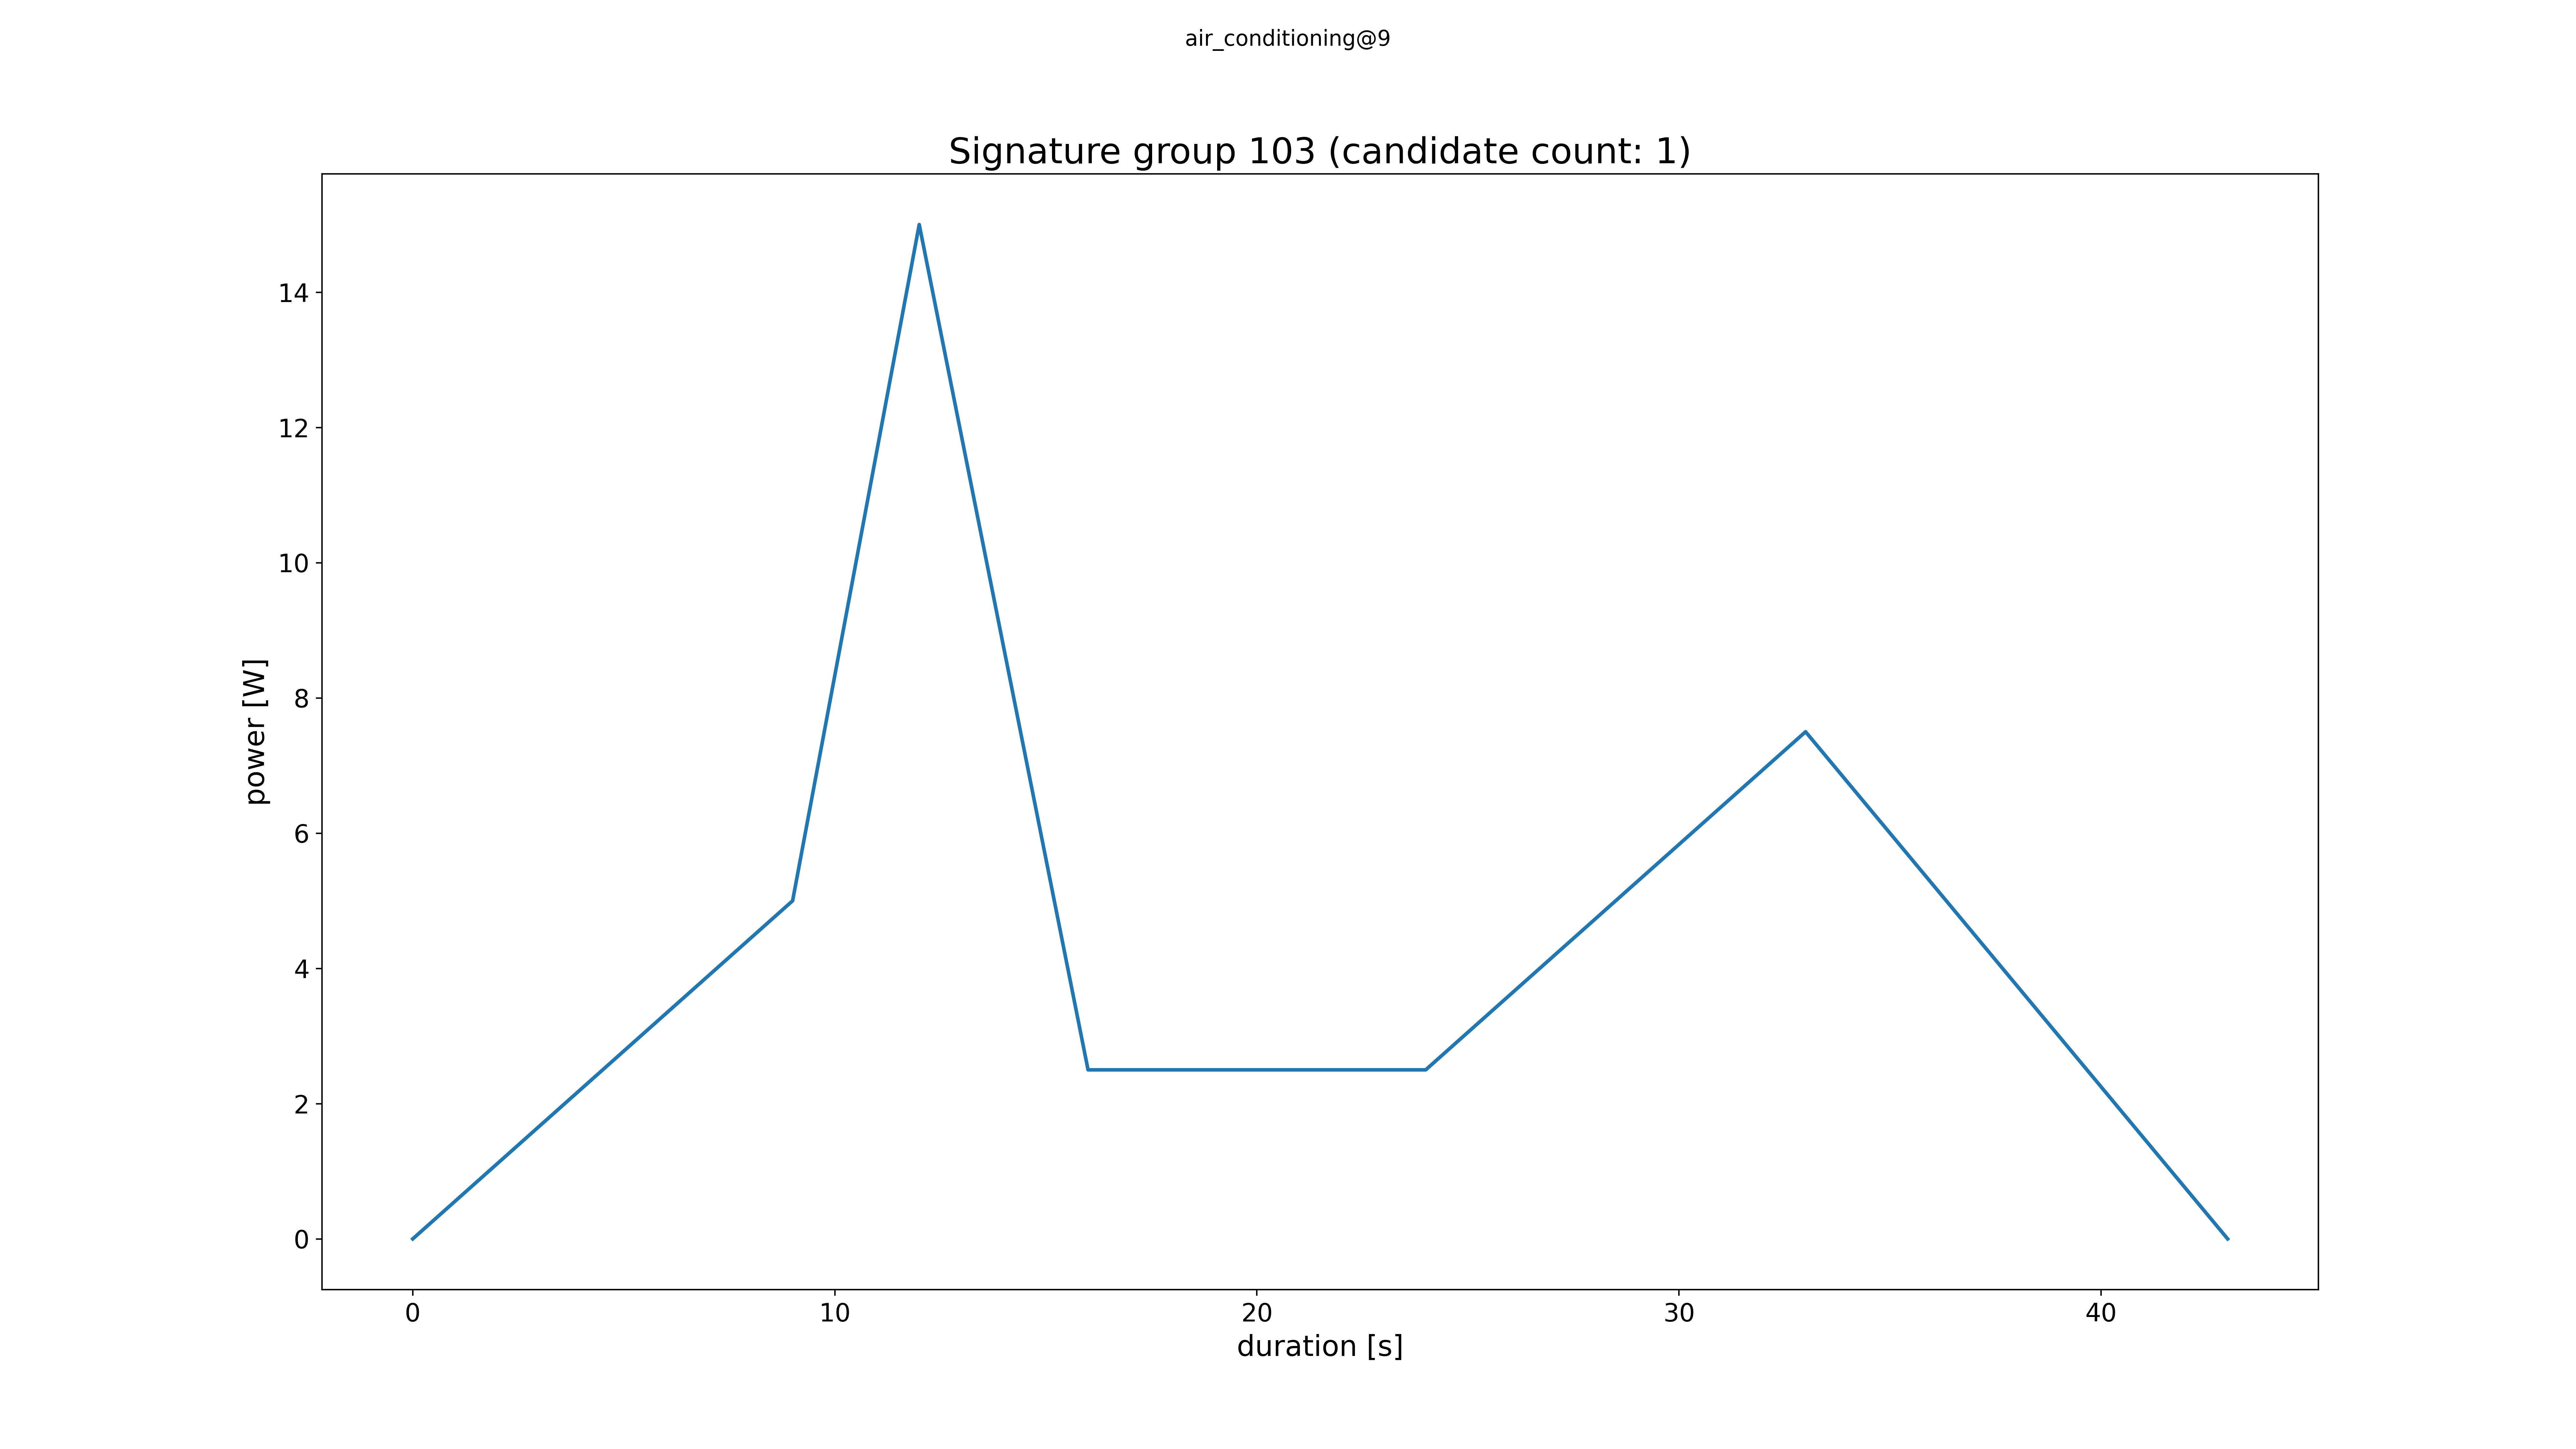 air_conditioning@9
Signature group 103 (candidate count: 1)
14
12
10
8
6
4
2
0
power [W]
0 10 20 30 40
duration [s]